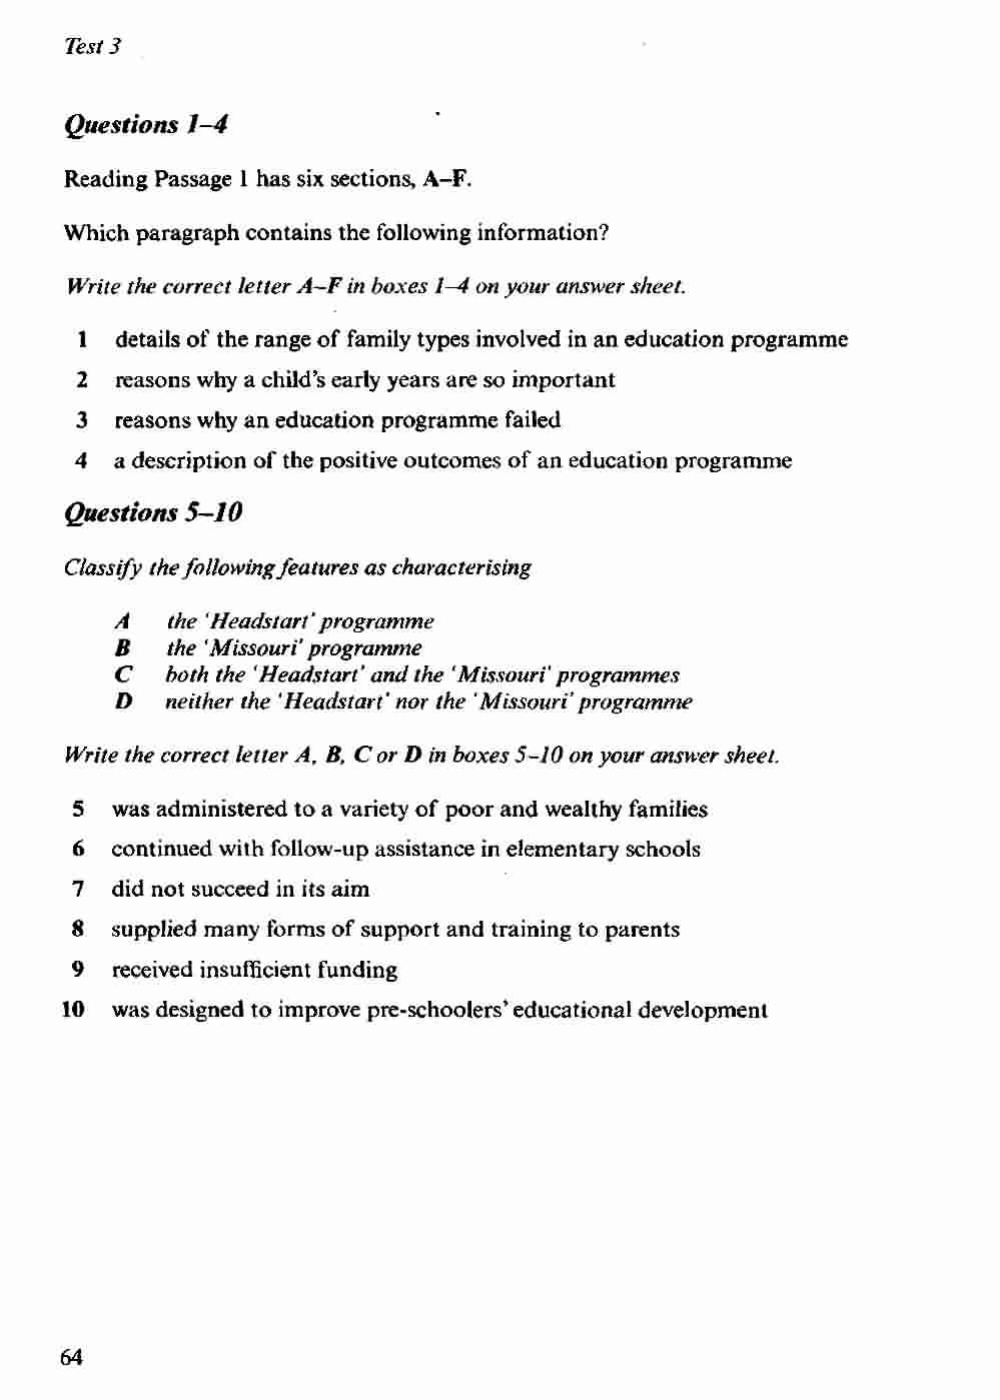 Test 3
Questions 1–4
Reading Passage 1 has six sections, A–F.
Which paragraph contains the following information?
Write the correct letter A–F in boxes 1–4 on your answer sheet.
1 details of the range of family types involved in an education programme
2 reasons why a child's early years are so important
3 reasons why an education programme failed
4 a description of the positive outcomes of an education programme
Questions 5–10
Classify the following features as characterising
A the 'Headstart' programme
B the 'Missouri' programme
C both the 'Headstart' and the 'Missouri' programmes
D neither the 'Headstart' nor the 'Missouri' programme
Write the correct letter A, B, C or D in boxes 5–10 on your answer sheet.
5 was administered to a variety of poor and wealthy families
6 continued with follow-up assistance in elementary schools
7 did not succeed in its aim
8 supplied many forms of support and training to parents
9 received insufficient funding
10 was designed to improve pre-schoolers' educational development
64